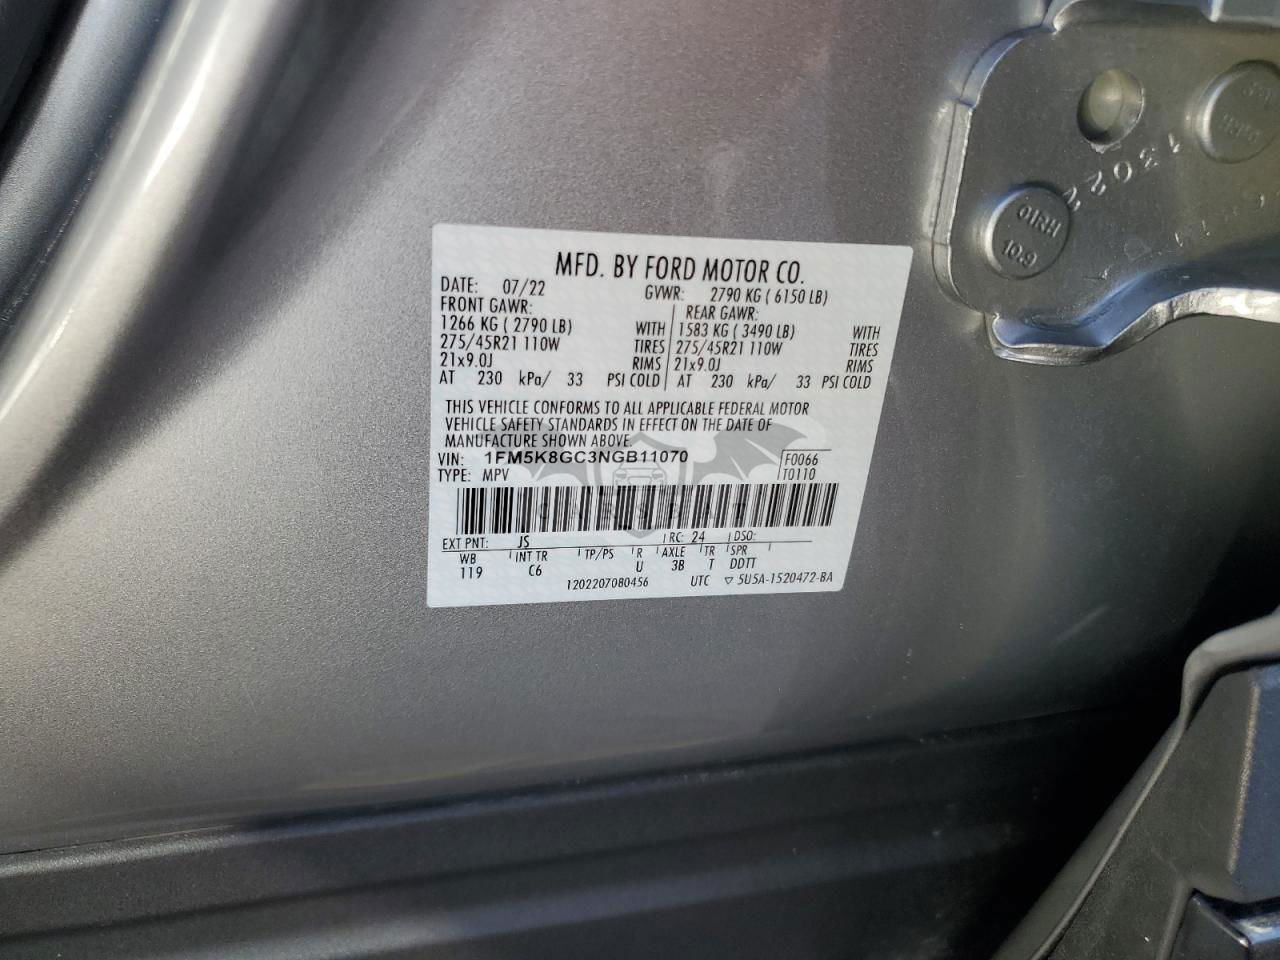 MFD. BY FORD MOTOR CO.
DATE: 07/22 GVWR: 2790 KG ( 6150 LB)
FRONT GAWR: REAR GAWR:
1266 KG ( 2790 LB) WITH 1583 KG ( 3490 LB) WITH
275/45R21 110W TIRES 275/45R21 110W TIRES
21x9.0J RIMS 21x9.0J RIMS
AT 230 kPa/ 33 PSI COLD AT 230 kPa/ 33 PSI COLD
THIS VEHICLE CONFORMS TO ALL APPLICABLE FEDERAL MOTOR
VEHICLE SAFETY STANDARDS IN EFFECT ON THE DATE OF
MANUFACTURE SHOWN ABOVE.
VIN: 1FM5K8GC3NGB11070 F0066
TYPE: MPV T0110
EXT PNT: JS RC: 24 DSO:
WB INT TR TP/PS R AXLE TR SPR
119 C6 U 3B T DDTT
1202207080456 UTC ▽ 5U5A-1520472-BA
13022
01RH
10.9